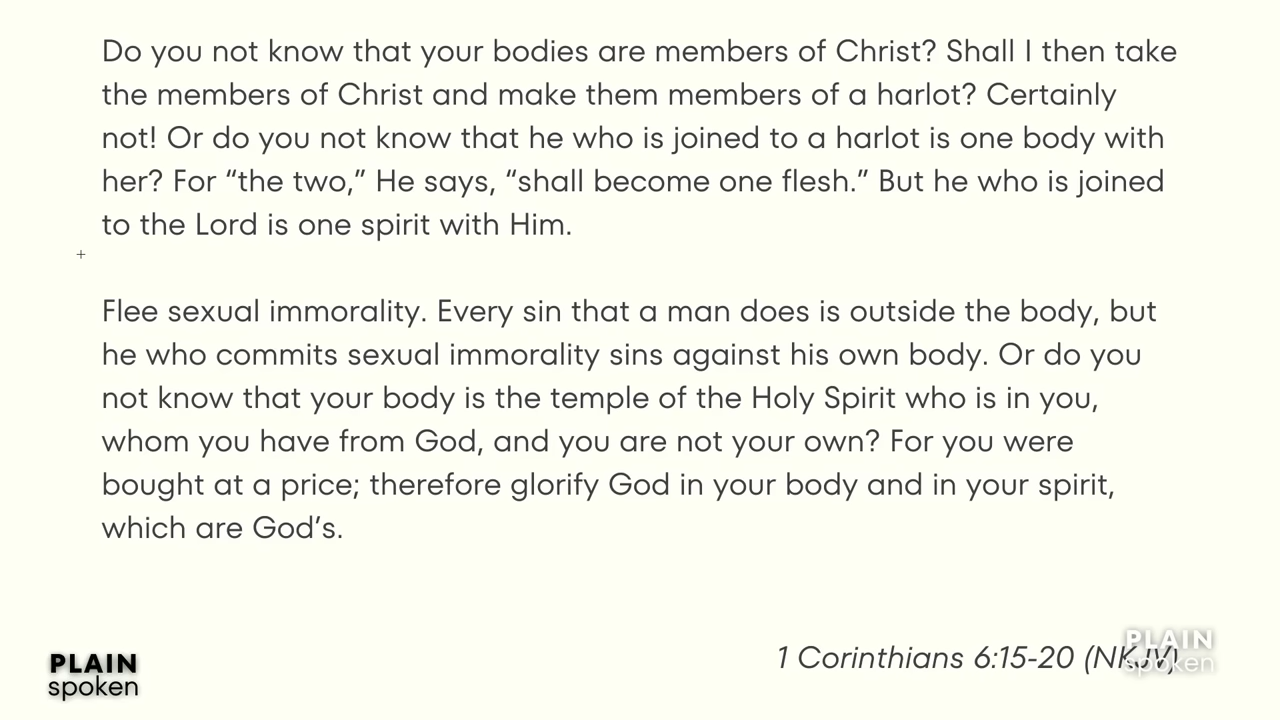 Do you not know that your bodies are members of Christ? Shall I then take
the members of Christ and make them members of a harlot? Certainly
not! Or do you not know that he who is joined to a harlot is one body with
her? For “the two,” He says, “shall become one flesh.” But he who is joined
to the Lord is one spirit with Him.
Flee sexual immorality. Every sin that a man does is outside the body, but
he who commits sexual immorality sins against his own body. Or do you
not know that your body is the temple of the Holy Spirit who is in you,
whom you have from God, and you are not your own? For you were
bought at a price; therefore glorify God in your body and in your spirit,
which are God’s.
1 Corinthians 6:15-20 (NKJV)
PLAIN
spoken
PLAIN
spoken